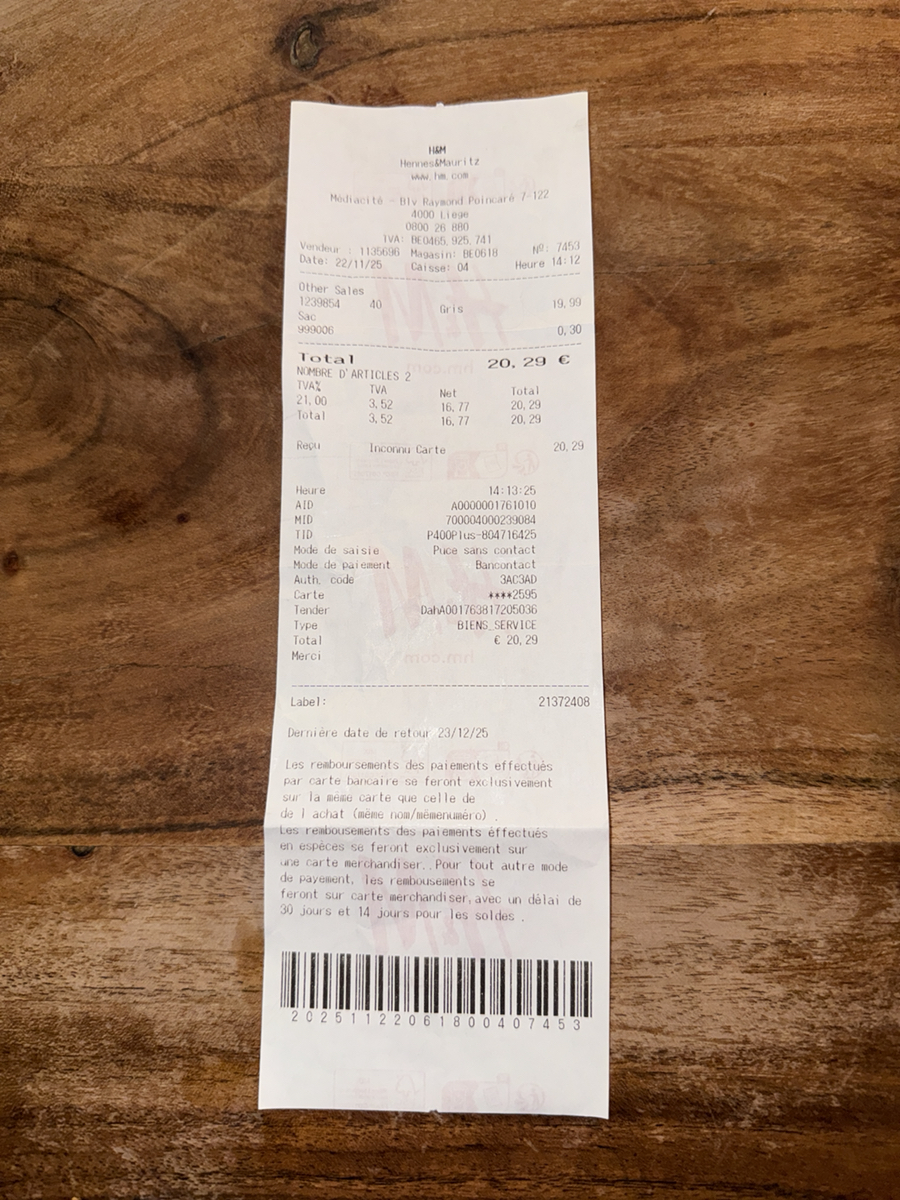 H&M
Hennes&Mauritz
www.hm.com
Médiacité - Blv Raymond Poincaré 7-122
4000 Liège
0800 26 880
TVA: BE0465.925.741
Vendeur : 1135696 Magasin: BE0618 Nº: 7453
Date: 22/11/25 Caisse: 04 Heure 14:12
Other Sales
1239854 40 Gris 19,99
Sac
999006 0,30
Total 20,29 €
NOMBRE D'ARTICLES 2
TVA% TVA Net Total
21,00 3,52 16,77 20,29
Total 3,52 16,77 20,29
Reçu Inconnu Carte 20,29
Heure 14:13:25
AID A0000001761010
MID 700004000239084
TID P400Plus-804716425
Mode de saisie Puce sans contact
Mode de paiement Bancontact
Auth. code 3AC3AD
Carte ****2595
Tender DahA001763817205036
Type BIENS_SERVICE
Total € 20,29
Merci
Label: 21372408
Dernière date de retour 23/12/25
Les remboursements des paiements effectués
par carte bancaire se feront exclusivement
sur la même carte que celle de
de l achat (même nom/mêmenuméro) .
Les rembousements des paiements éffectués
en espèces se feront exclusivement sur
une carte merchandiser..Pour tout autre mode
de payement, les rembousements se
feront sur carte merchandiser,avec un délai de
30 jours et 14 jours pour les soldes .
20251122061800407453